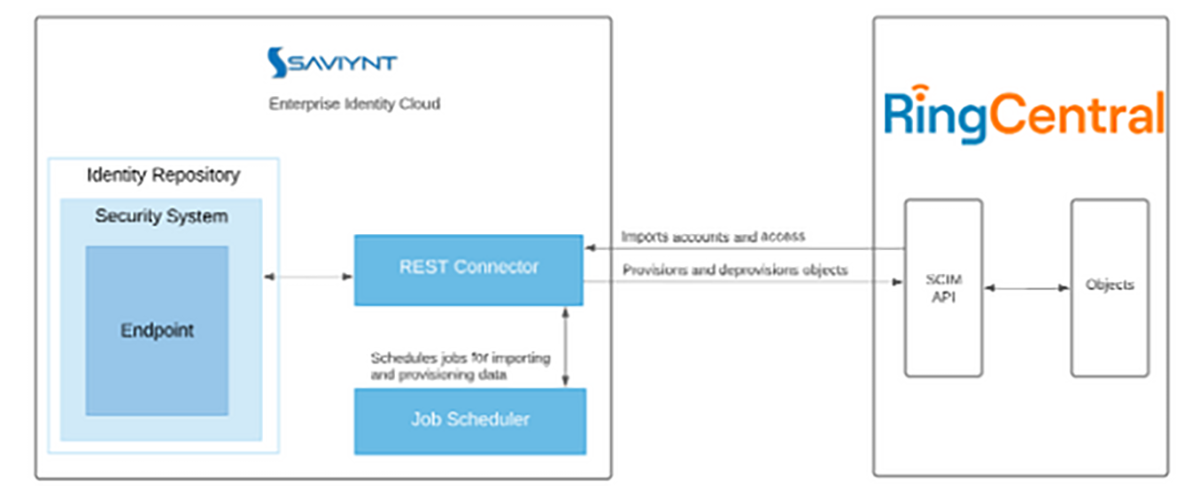 SAVIYNT
Enterprise Identity Cloud
Identity Repository
Security System
Endpoint
REST Connector
Schedules jobs for importing
and provisioning data
Job Scheduler
Imports accounts and access
Provisions and deprovisions objects
RingCentral
SCIM
API
Objects